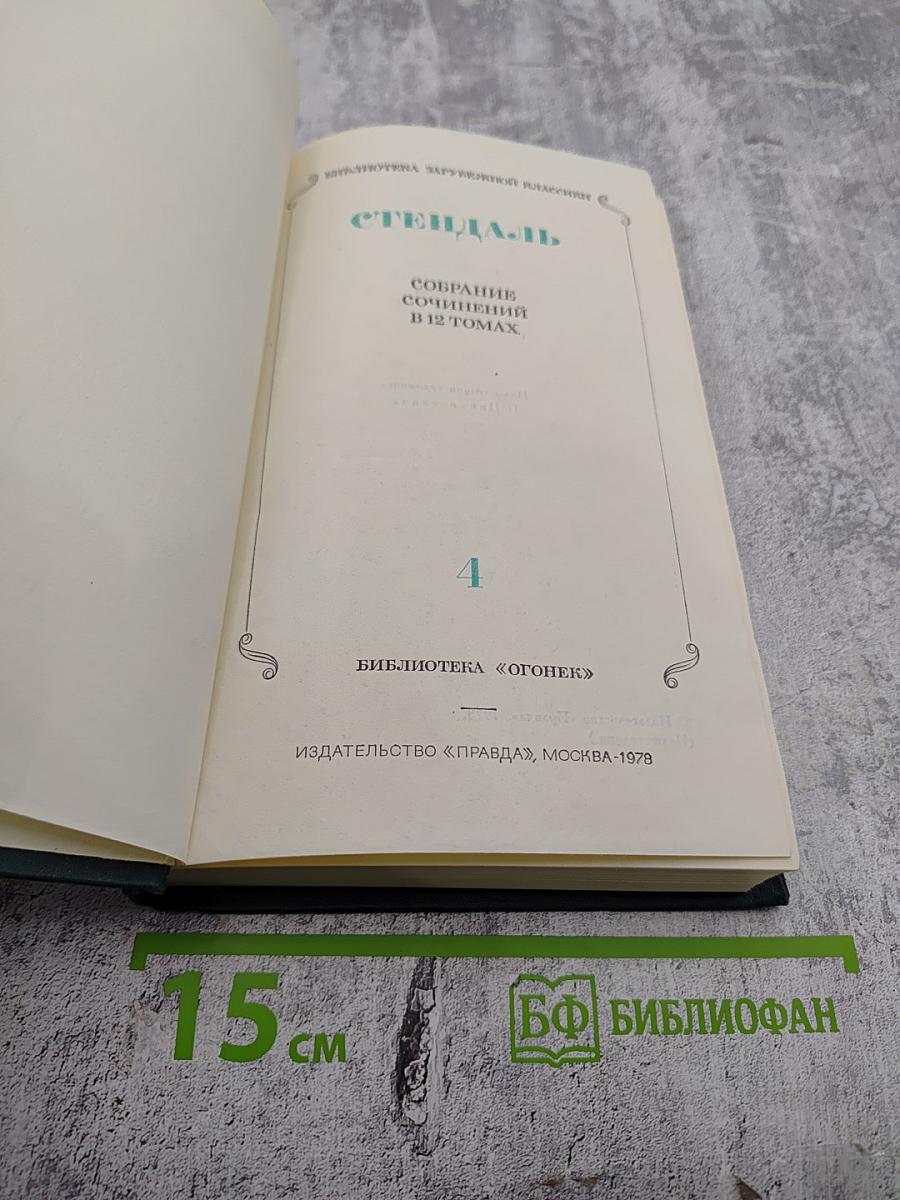 БИБЛИОТЕКА ЗАРУБЕЖНОЙ КЛАССИКИ
СТЕНДАЛЬ
СОБРАНИЕ
СОЧИНЕНИЙ
В 12 ТОМАХ
4
БИБЛИОТЕКА «ОГОНЕК»
ИЗДАТЕЛЬСТВО «ПРАВДА», МОСКВА-1978
15 см
БФ БИБЛИОФАН